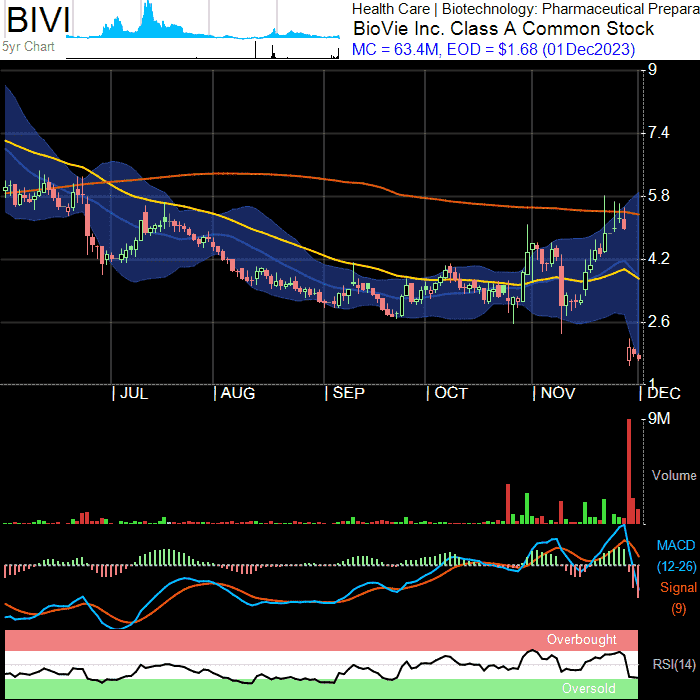 BIVI
5yr Chart
Health Care | Biotechnology: Pharmaceutical Prepara
BioVie Inc. Class A Common Stock
MC = 63.4M, EOD = $1.68 (01Dec2023)
9
7.4
5.8
4.2
2.6
1
JUL
AUG
SEP
OCT
NOV
DEC
9M
Volume
MACD
(12-26)
Signal
(9)
Overbought
RSI(14)
Oversold